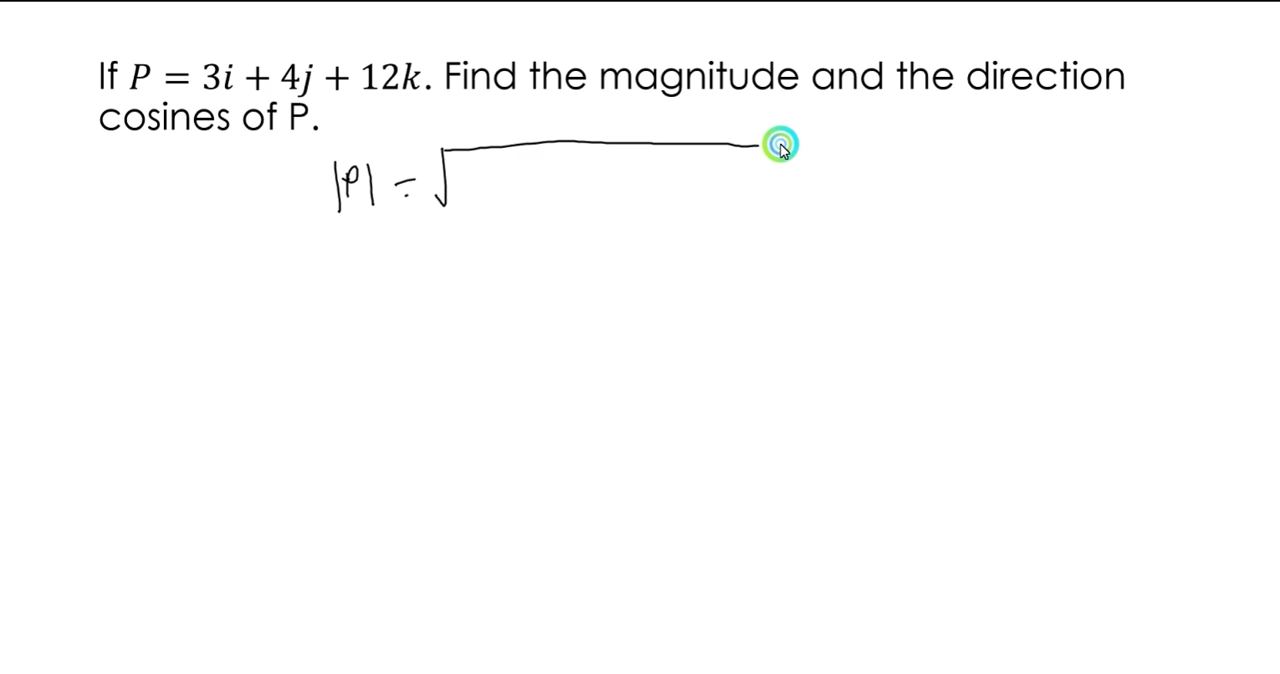 If P = 3i + 4j + 12k. Find the magnitude and the direction
cosines of P.
|P| = √